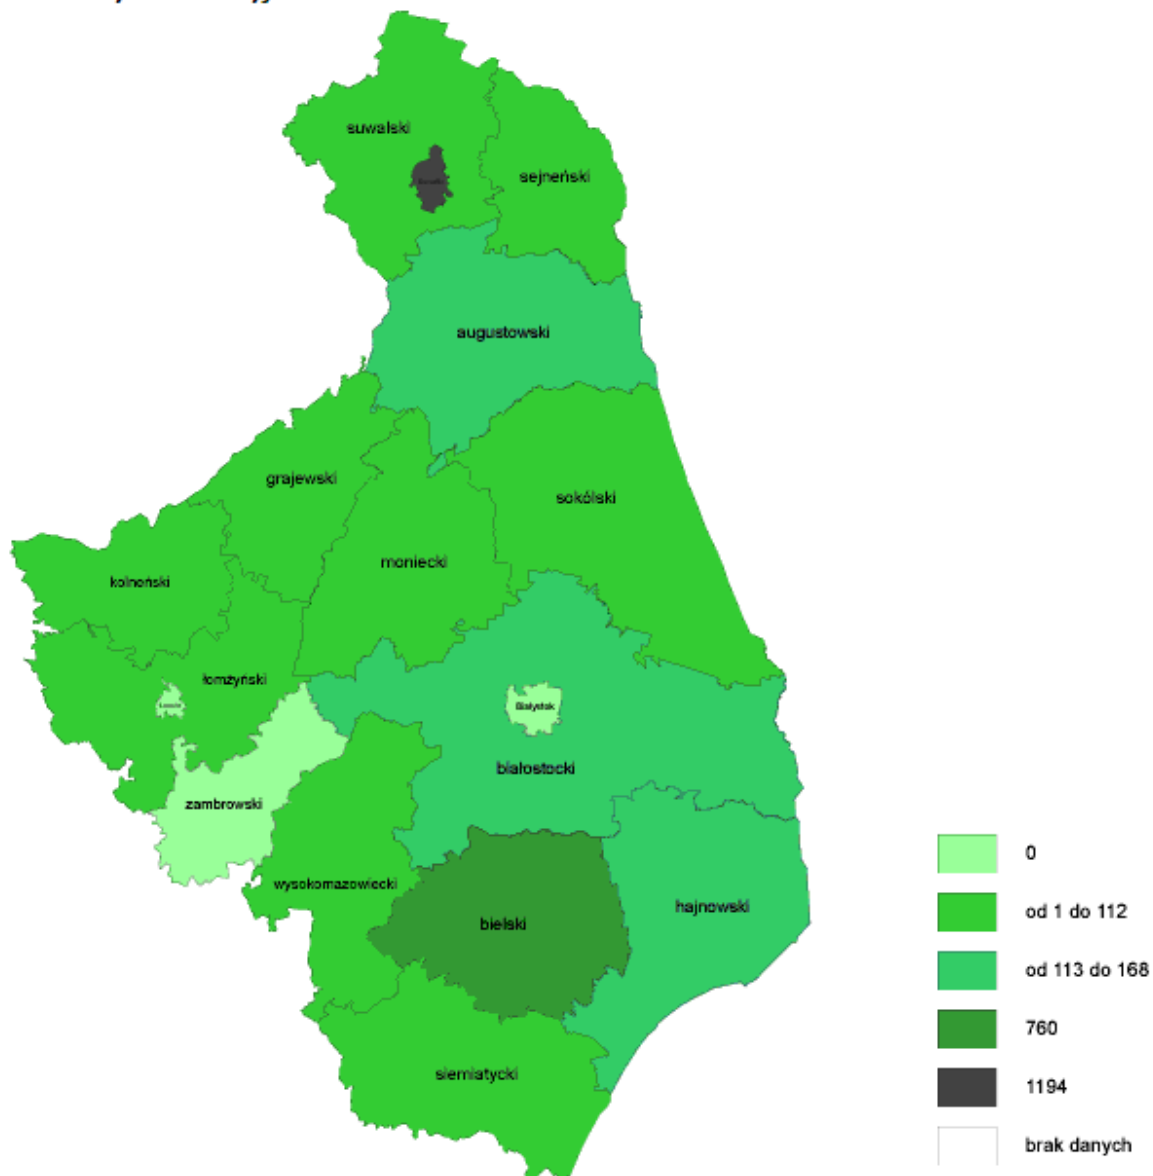 suwalski
sejneński
augustowski
grajewski
sokólski
moniecki
kolneński
łomżyński
Białystok
białostocki
zambrowski
wysokomazowiecki
bielski
hajnowski
siemiatycki
0
od 1 do 112
od 113 do 168
760
1194
brak danych